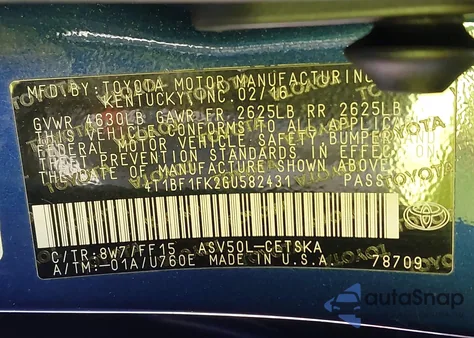 MFD.BY:TOYOTA MOTOR MANUFACTURING
KENTUCKY,INC. 02/16
GVWR 4630LB GAWR FR 2625LB RR 2625LB
THIS VEHICLE CONFORMS TO ALL APPLICABLE
FEDERAL MOTOR VEHICLE SAFETY, BUMPER
THEFT PREVENTION STANDARDS IN EFFECT ON
THE DATE OF MANUFACTURE SHOWN ABOVE.
4T1BF1FK2GU582431 PASS
C/TR:8W7/FF15 ASV50L-CETSKA
A/TM:-01A/U760E MADE IN U.S.A. 78709
autoSnap